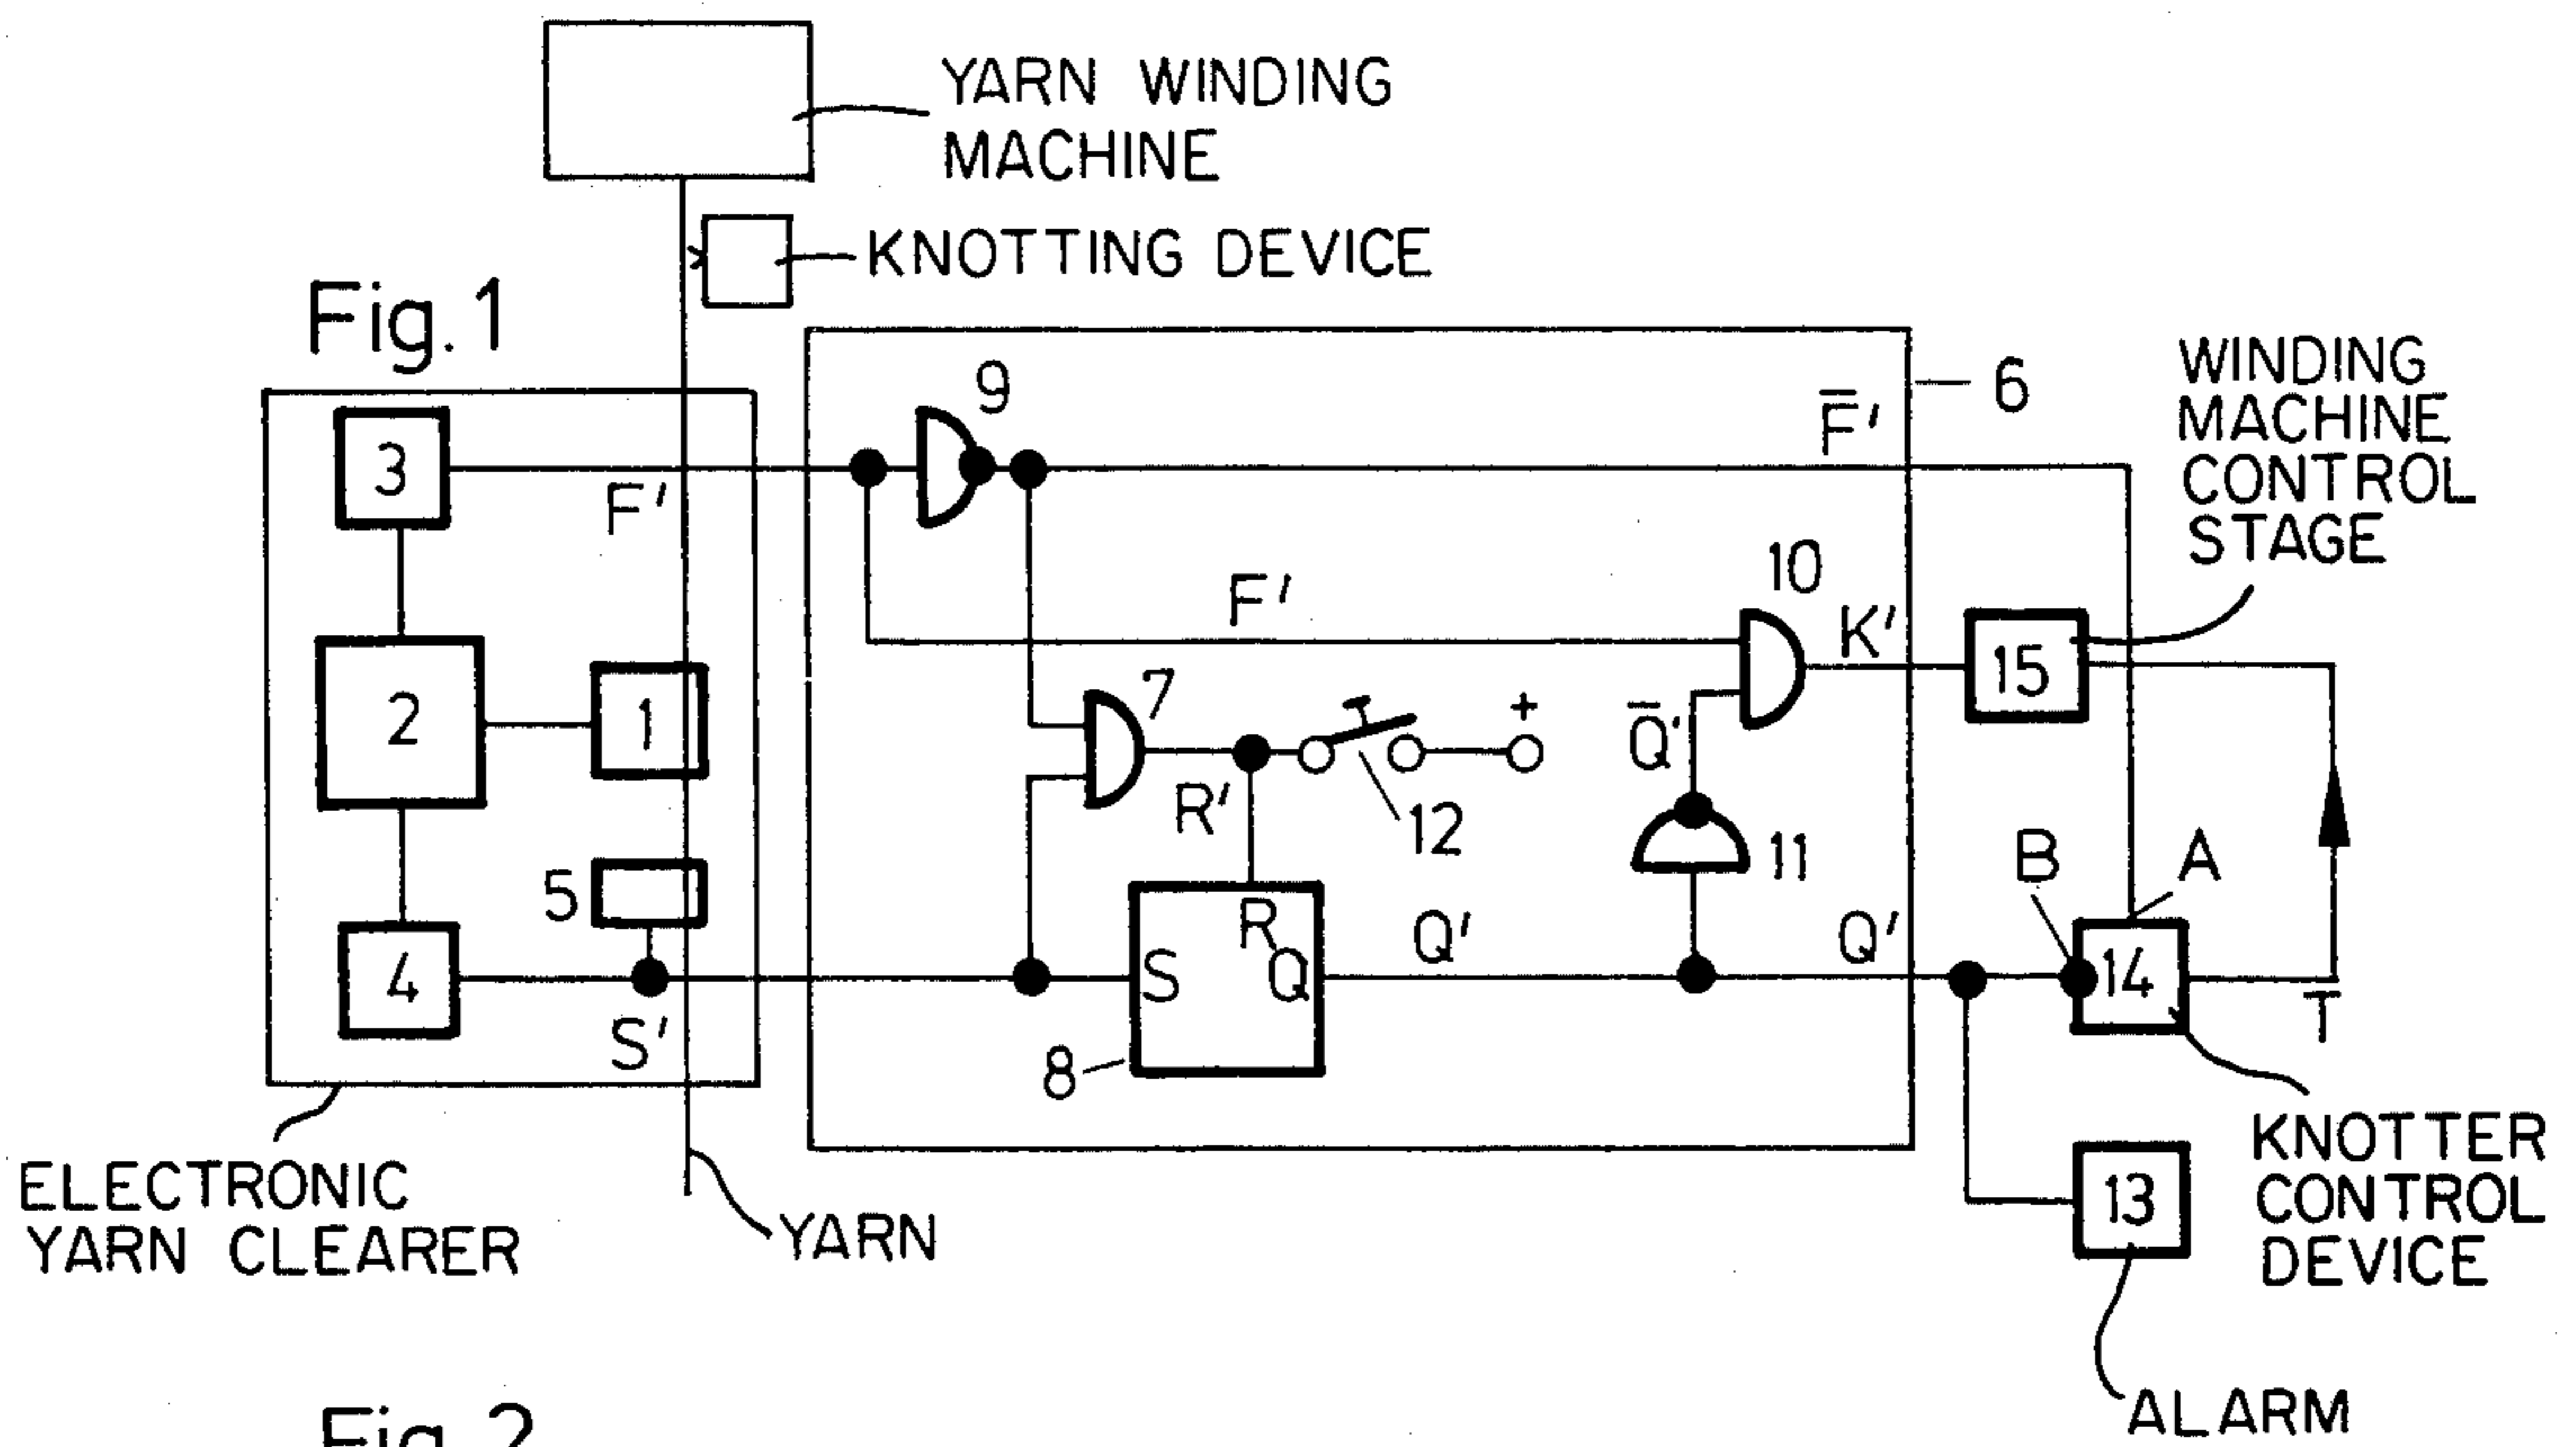 YARN WINDING
MACHINE
KNOTTING DEVICE
Fig. 1
9
F̅'
6
WINDING
MACHINE
CONTROL
STAGE
3
F'
F'
10
K'
15
2
1
7
+
Q̅'
R'
12
11
B
A
5
R
Q'
Q'
4
S
Q
14
S'
8
T
ELECTRONIC
YARN CLEARER
YARN
13
KNOTTER
CONTROL
DEVICE
ALARM
Fig. 2